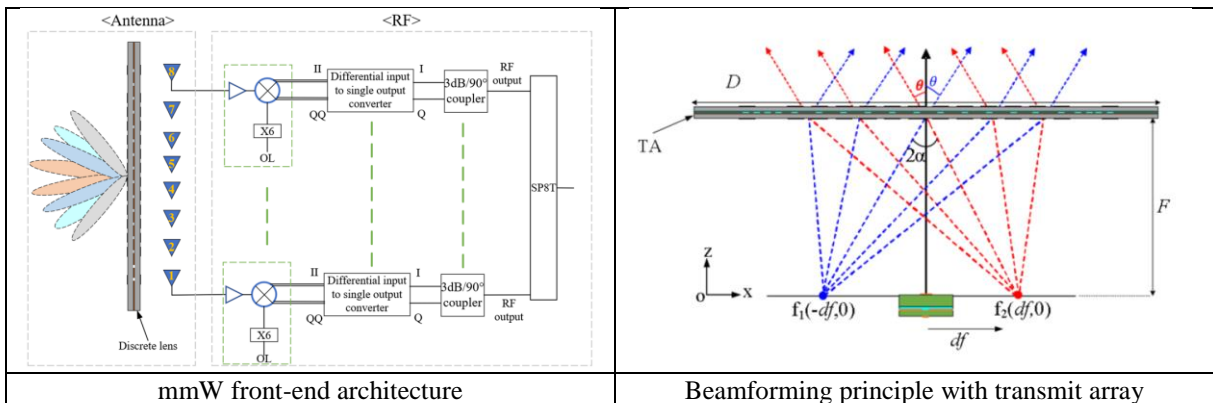 <Antenna>
<RF>
8
7
6
5
4
3
2
1
Discrete lens
X6
OL
II
QQ
Differential input
to single output
converter
I
Q
3dB/90°
coupler
RF
output
SP8T
X6
OL
II
QQ
Differential input
to single output
converter
I
Q
3dB/90°
coupler
RF
output
mmW front-end architecture
D
θ
θ
TA
2α
F
z
o
x
f₁(-df,0)
f₂(df,0)
df
Beamforming principle with transmit array